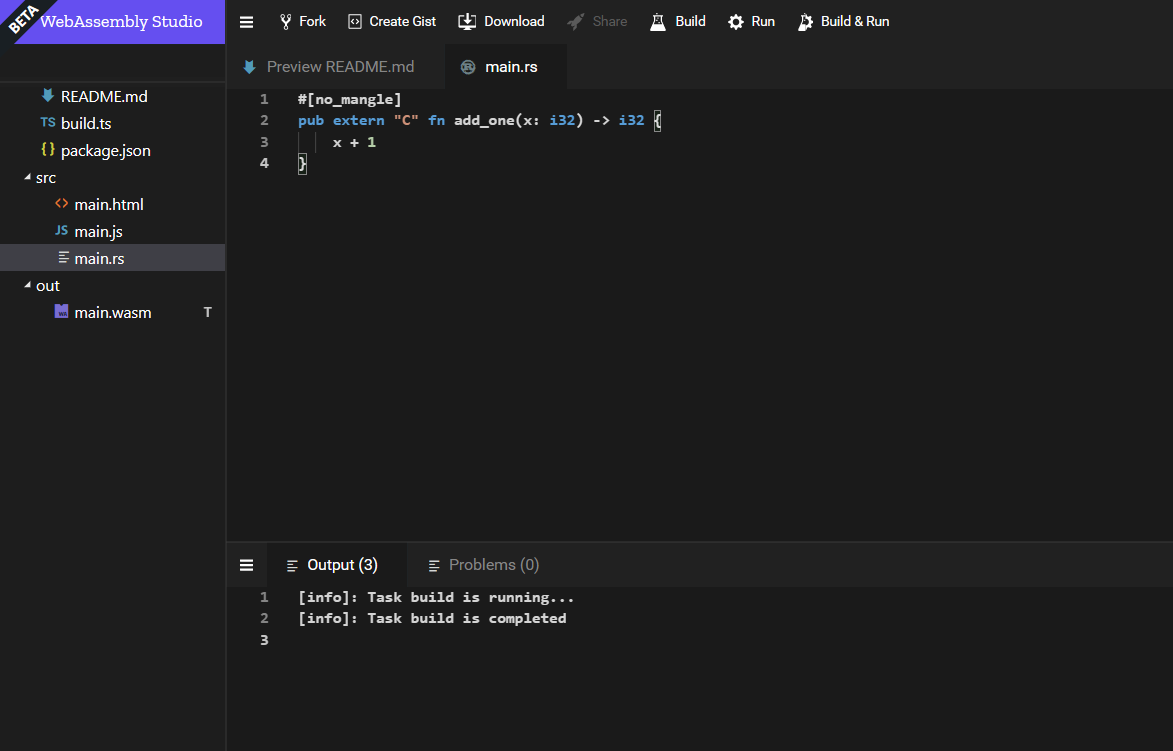 BETA
WebAssembly Studio
Fork Create Gist Download Share Build Run Build & Run
Preview README.md main.rs
README.md
TS build.ts
{} package.json
src
<> main.html
JS main.js
main.rs
out
WA main.wasm T
1 #[no_mangle]
2 pub extern "C" fn add_one(x: i32) -> i32 {
3 x + 1
4 }
Output (3) Problems (0)
1 [info]: Task build is running...
2 [info]: Task build is completed
3